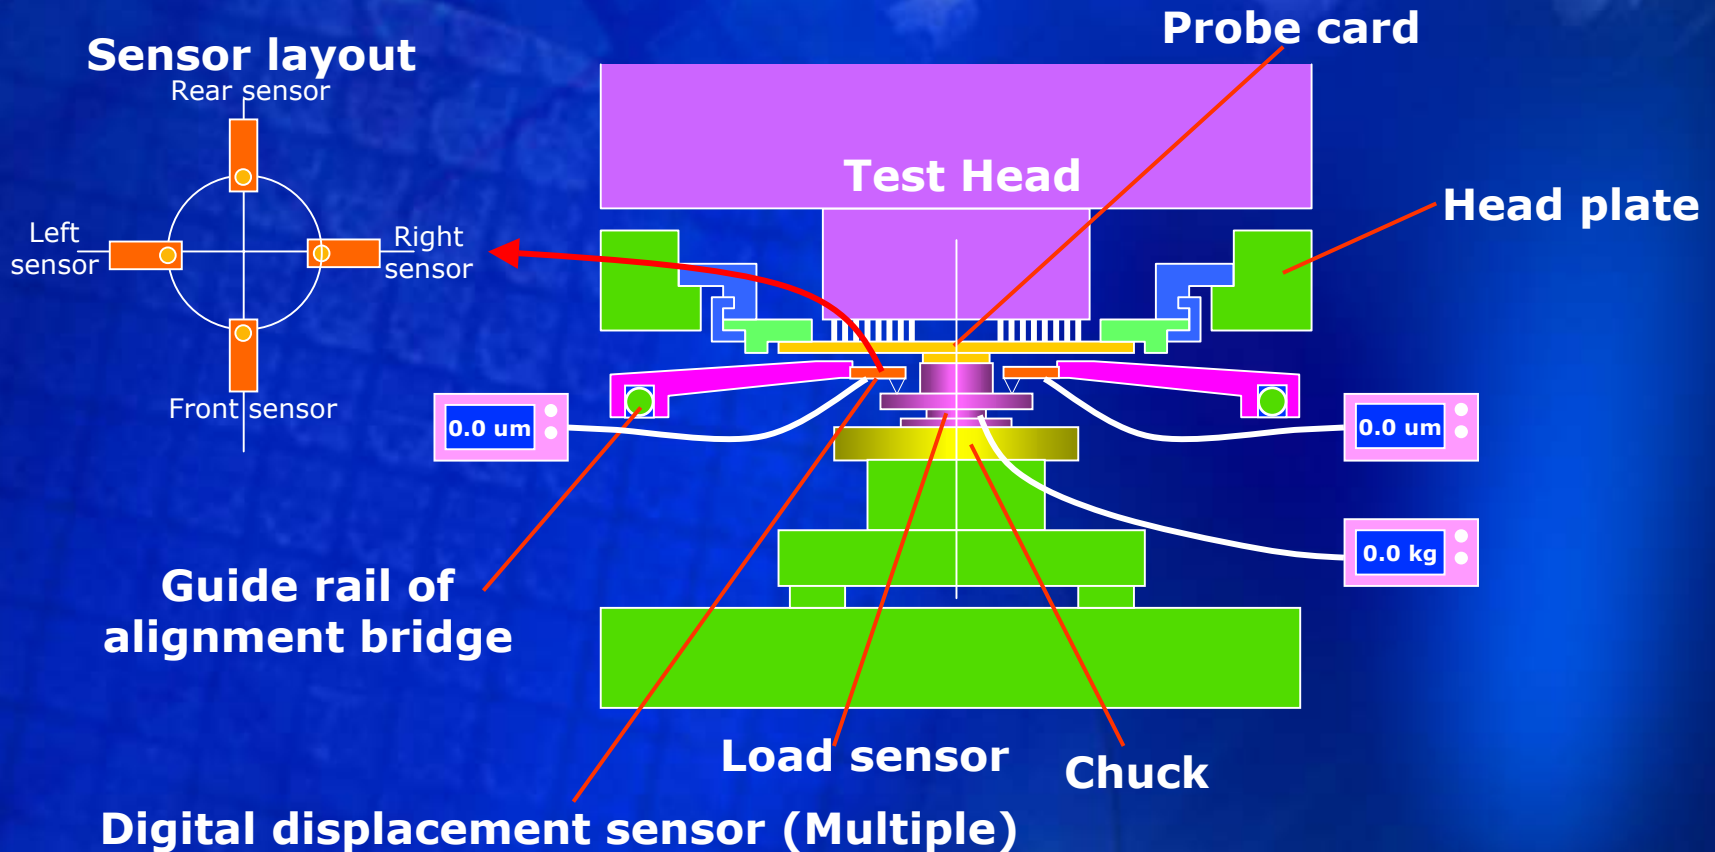 Probe card
Sensor layout
Rear sensor
Test Head
Head plate
Left
sensor
Right
sensor
Front sensor
0.0 um
0.0 um
0.0 kg
Guide rail of
alignment bridge
Load sensor
Chuck
Digital displacement sensor (Multiple)